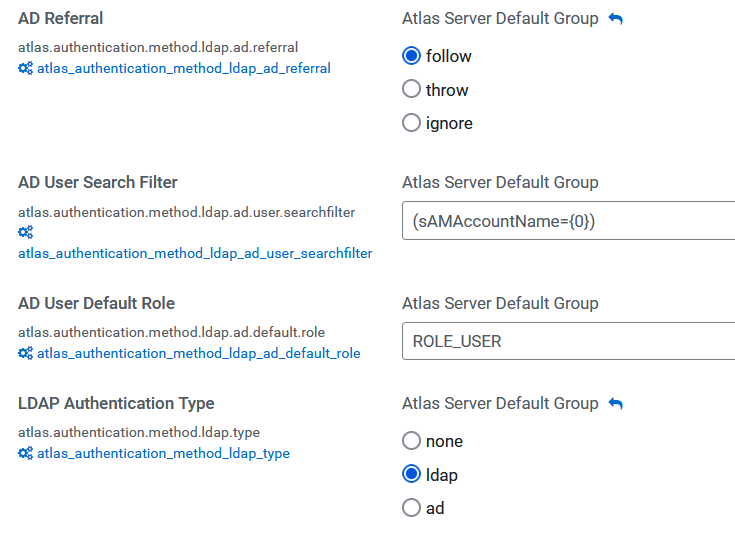 AD Referral
Atlas Server Default Group
atlas.authentication.method.ldap.ad.referral
atlas_authentication_method_ldap_ad_referral
follow
throw
ignore
AD User Search Filter
Atlas Server Default Group
atlas.authentication.method.ldap.ad.user.searchfilter
atlas_authentication_method_ldap_ad_user_searchfilter
(sAMAccountName={0})
AD User Default Role
Atlas Server Default Group
atlas.authentication.method.ldap.ad.default.role
atlas_authentication_method_ldap_ad_default_role
ROLE_USER
LDAP Authentication Type
Atlas Server Default Group
atlas.authentication.method.ldap.type
atlas_authentication_method_ldap_type
none
ldap
ad